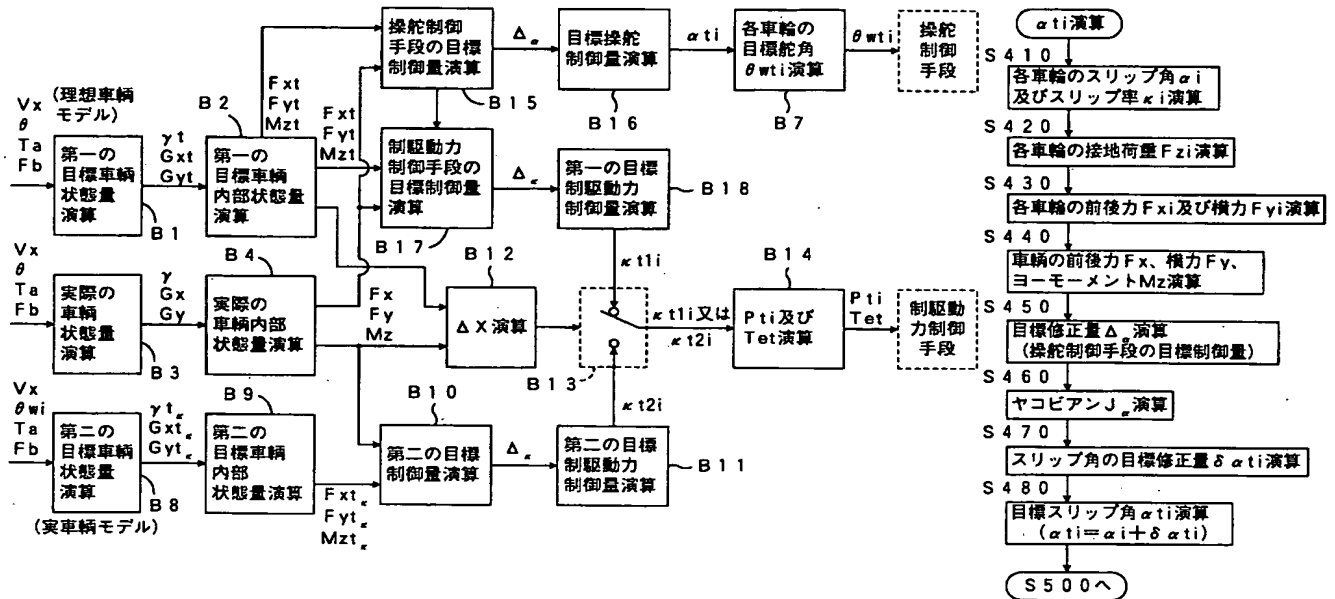 Vx
θ
Ta
Fb
(理想車輌
モデル)
第一の
目標車輌
状態量
演算
B1
γt
Gxt
Gyt
B2
第一の
目標車輌
内部状態量
演算
Fxt
Fyt
Mzt
Fxt
Fyt
Mzt
操舵制御
手段の目標
制御量演算
B15
Δα
目標操舵
制御量演算
B16
αti
各車輪の
目標舵角
θwti演算
B7
θwti
操舵
制御
手段
制駆動力
制御手段の
目標制御量
演算
B17
Δκ
第一の目標
制駆動力
制御量演算
B18
κt1i
Vx
θ
Ta
Fb
実際の
車輌
状態量
演算
B3
γ
Gx
Gy
B4
実際の
車輌内部
状態量演算
Fx
Fy
Mz
B12
ΔX演算
B13
κt1i又は
κt2i
B14
Pti及び
Tet演算
Pti
Tet
制駆動
力制御
手段
Vx
θwi
Ta
Fb
第二の
目標車輌
状態量
演算
B8
(実車輌モデル)
γtκ
Gxtκ
Gytκ
B9
第二の
目標車輌
内部
状態量演算
Fxtκ
Fytκ
Mztκ
B10
第二の目標
制御量演算
Δκ
κt2i
第二の目標
制駆動力
制御量演算
B11
αti演算
S410
各車輪のスリップ角αi
及びスリップ率κi演算
S420
各車輪の接地荷重Fzi演算
S430
各車輪の前後力Fxi及び横力Fyi演算
S440
車輌の前後力Fx、横力Fy、
ヨーモーメントMz演算
S450
目標修正量Δα演算
(操舵制御手段の目標制御量)
S460
ヤコビアンJα演算
S470
スリップ角の目標修正量δαti演算
S480
目標スリップ角αti演算
(αti=αi+δαti)
S500へ